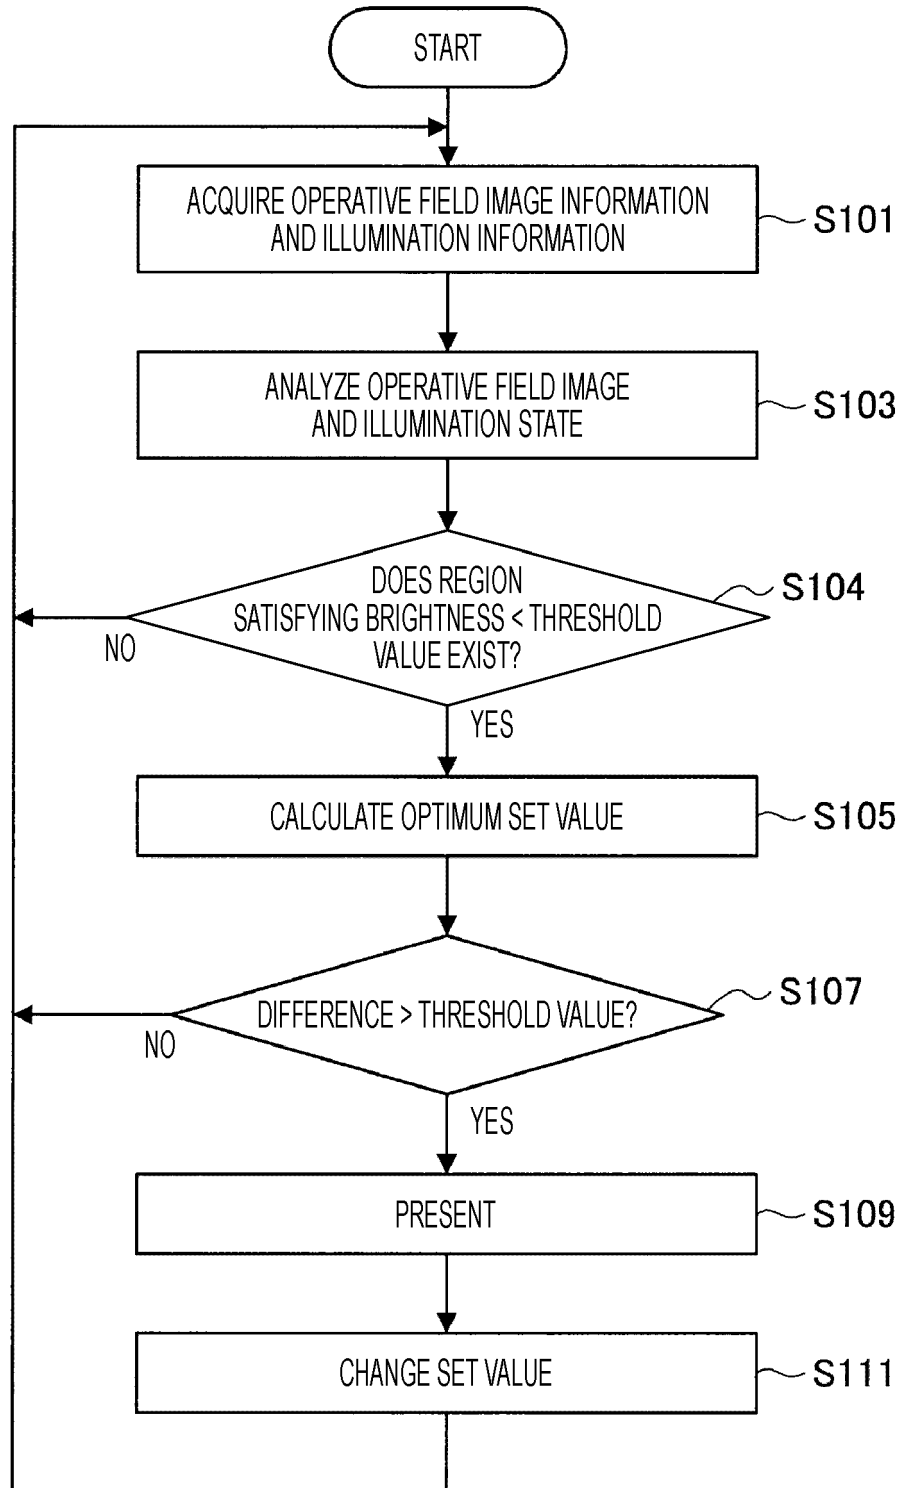 START
ACQUIRE OPERATIVE FIELD IMAGE INFORMATION
AND ILLUMINATION INFORMATION
S101
ANALYZE OPERATIVE FIELD IMAGE
AND ILLUMINATION STATE
S103
DOES REGION
SATISFYING BRIGHTNESS < THRESHOLD
VALUE EXIST?
S104
NO
YES
CALCULATE OPTIMUM SET VALUE
S105
DIFFERENCE > THRESHOLD VALUE?
S107
NO
YES
PRESENT
S109
CHANGE SET VALUE
S111